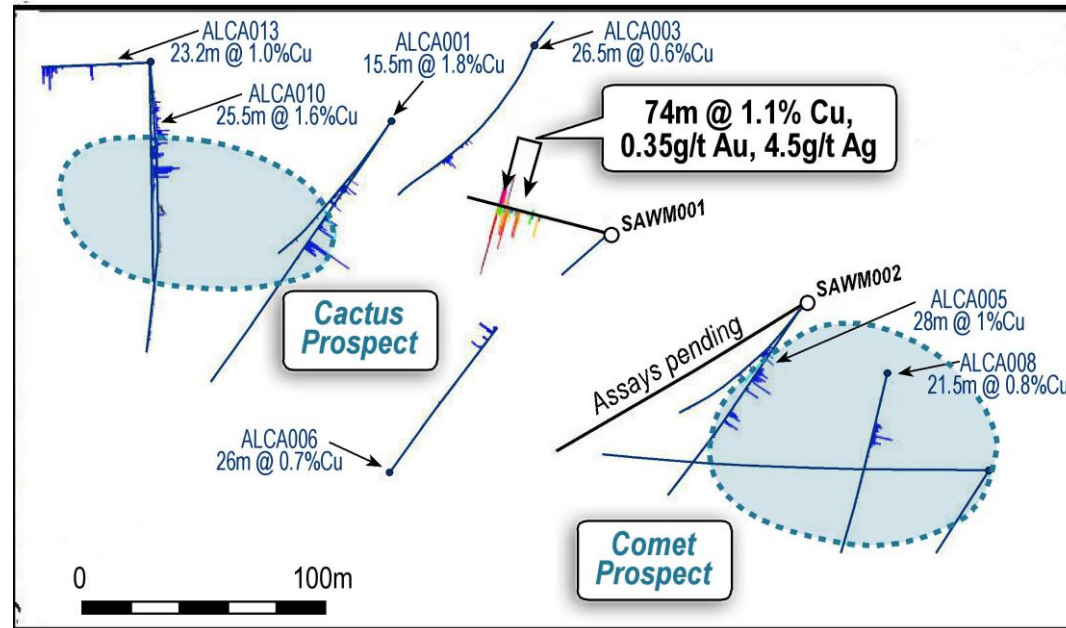 ALCA013
23.2m @ 1.0%Cu
ALCA001
15.5m @ 1.8%Cu
ALCA003
26.5m @ 0.6%Cu
ALCA010
25.5m @ 1.6%Cu
74m @ 1.1% Cu,
0.35g/t Au, 4.5g/t Ag
SAWM001
Cactus
Prospect
SAWM002
ALCA005
28m @ 1%Cu
Assays pending
ALCA008
21.5m @ 0.8%Cu
ALCA006
26m @ 0.7%Cu
Comet
Prospect
0
100m